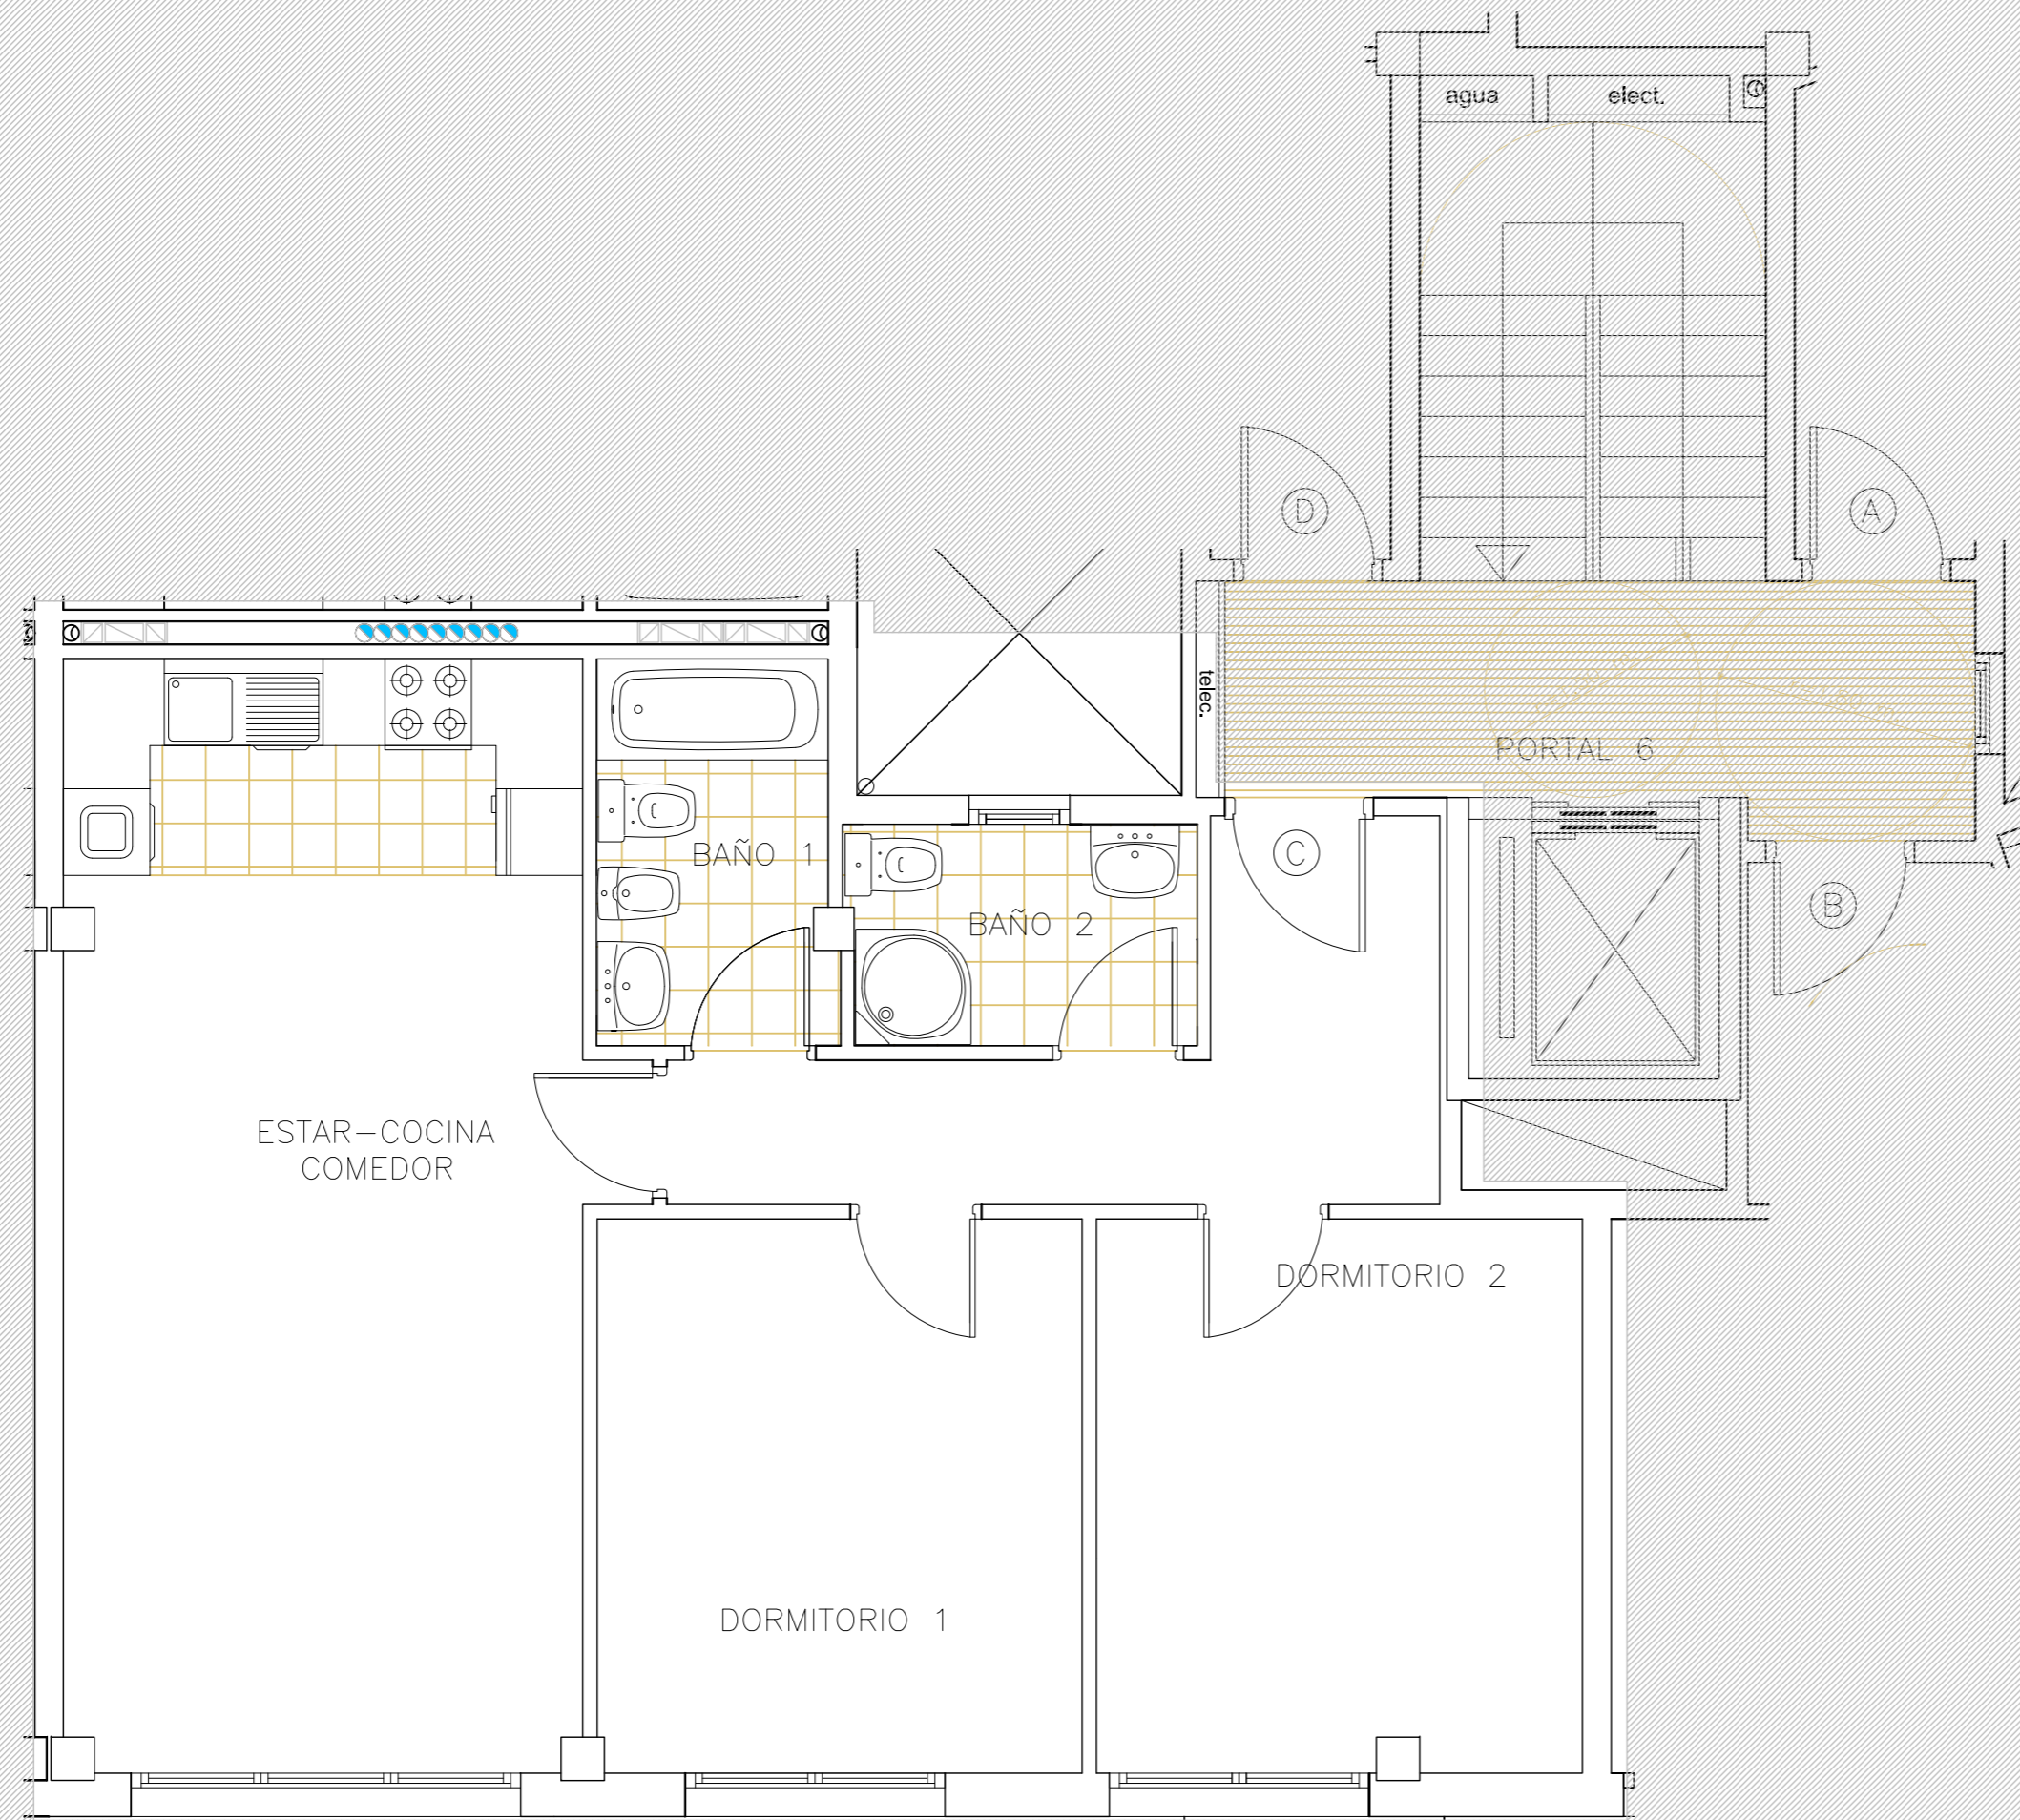 agua
elect.
D
A
telec.
PORTAL 6
BAÑO 1
C
B
BAÑO 2
ESTAR-COCINA
COMEDOR
DORMITORIO 2
DORMITORIO 1